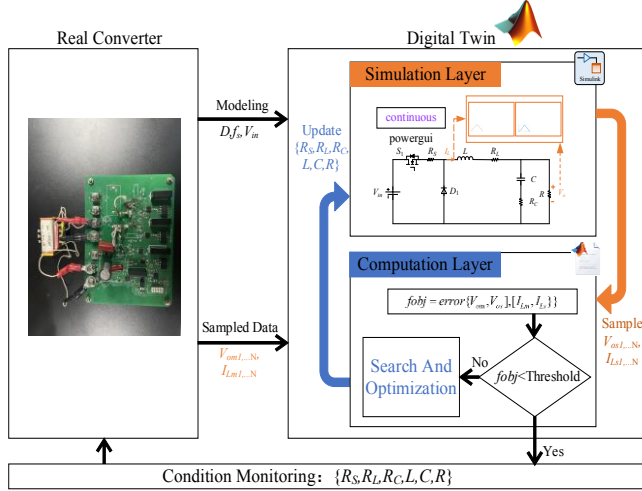 Real Converter
Digital Twin
Modeling
D,fs,Vin
Sampled Data
Vom1,...N,
ILm1,...N
Simulation Layer
Simulink
Update
{RS,RL,RC,
L,C,R}
continuous
powergui
S1
RS
IL
L
RL
Vin
D1
C
RC
R
Computation Layer
fobj=error{[Vom,Vos],[ILm,ILs]}
Search And
Optimization
No
fobj<Threshold
Yes
Sample
Vos1,...N,
ILs1,...N
Condition Monitoring: {RS,RL,RC,L,C,R}